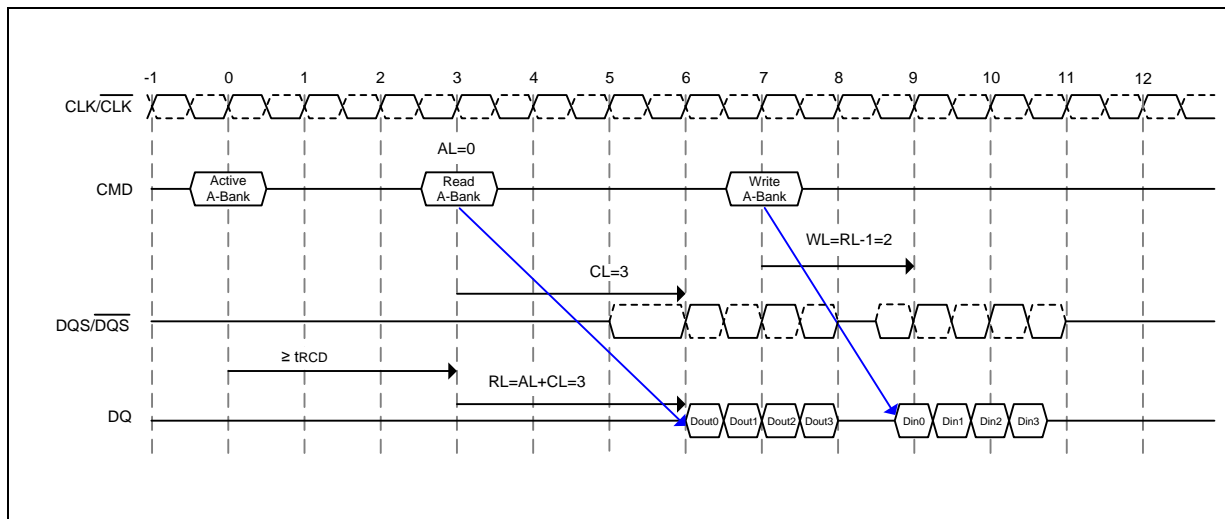 -1 0 1 2 3 4 5 6 7 8 9 10 11 12
CLK/CLK
AL=0
CMD
Active
A-Bank
Read
A-Bank
Write
A-Bank
WL=RL-1=2
CL=3
DQS/DQS
≥ tRCD
RL=AL+CL=3
DQ
Dout0 Dout1 Dout2 Dout3 Din0 Din1 Din2 Din3